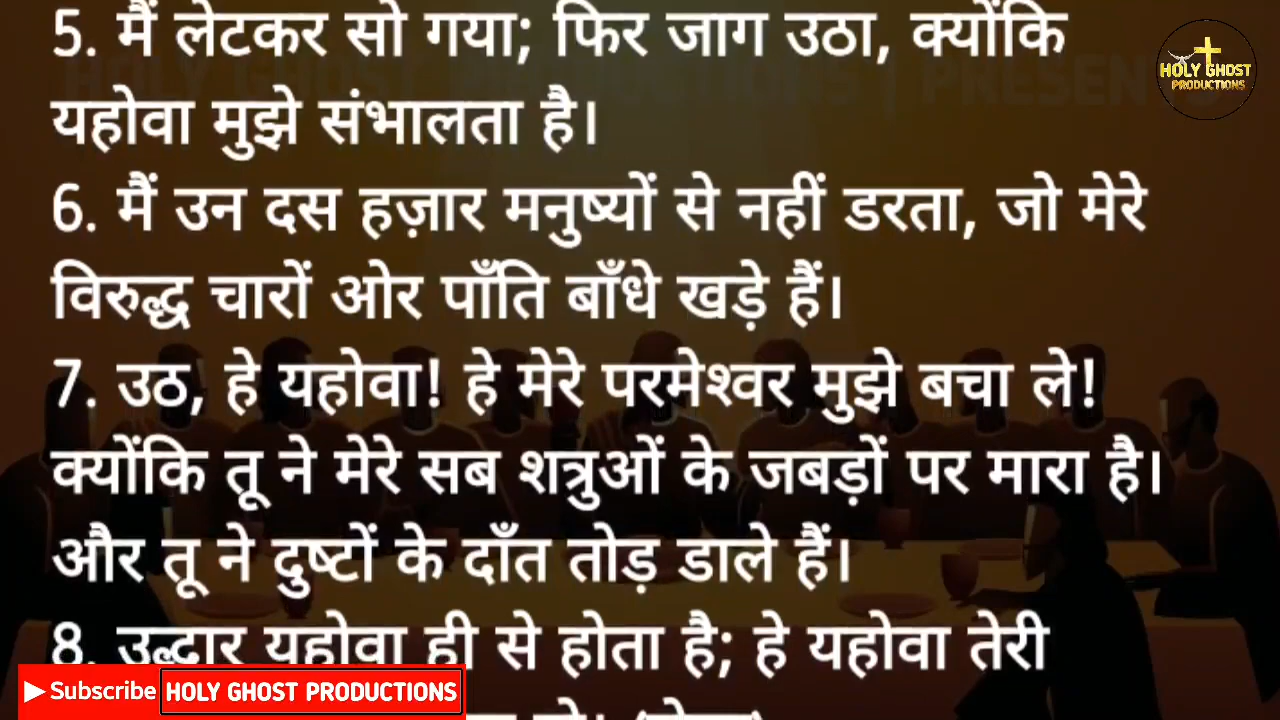 5. मैं लेटकर सो गया; फिर जाग उठा, क्योंकि
यहोवा मुझे संभालता है।
6. मैं उन दस हज़ार मनुष्यों से नहीं डरता, जो मेरे
विरुद्ध चारों ओर पाँति बाँधे खड़े हैं।
7. उठ, हे यहोवा! हे मेरे परमेश्वर मुझे बचा ले!
क्योंकि तू ने मेरे सब शत्रुओं के जबड़ों पर मारा है।
और तू ने दुष्टों के दाँत तोड़ डाले हैं।
8. उद्धार यहोवा ही से होता है; हे यहोवा तेरी
HOLY GHOST
PRODUCTIONS
Subscribe HOLY GHOST PRODUCTIONS